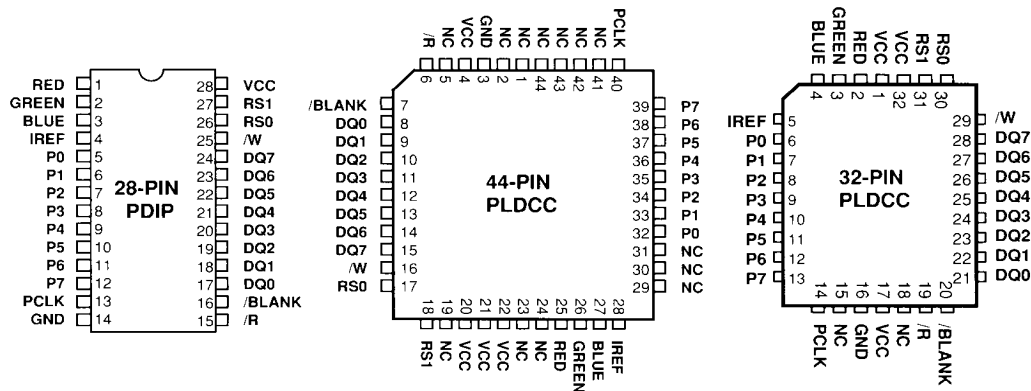 RED 1 28 VCC
GREEN 2 27 RS1
BLUE 3 26 RS0
IREF 4 25 /W
P0 5 24 DQ7
P1 6 23 DQ6
P2 7 22 DQ5
P3 8 21 DQ4
P4 9 20 DQ3
P5 10 19 DQ2
P6 11 18 DQ1
P7 12 17 DQ0
PCLK 13 16 /BLANK
GND 14 15 /R
28-PIN
PDIP
/R NC VCC GND NC NC NC NC NC NC PCLK
6 5 4 3 2 1 44 43 42 41 40
/BLANK 7 39 P7
DQ0 8 38 P6
DQ1 9 37 P5
DQ2 10 36 P4
DQ3 11 35 P3
DQ4 12 34 P2
DQ5 13 33 P1
DQ6 14 32 P0
DQ7 15 31 NC
/W 16 30 NC
RS0 17 29 NC
44-PIN
PLDCC
18 19 20 21 22 23 24 25 26 27 28
RS1 NC VCC VCC VCC NC NC RED GREEN BLUE IREF
BLUE GREEN RED VCC VCC RS1 RS0
4 3 2 1 32 31 30
IREF 5 29 /W
P0 6 28 DQ7
P1 7 27 DQ6
P2 8 26 DQ5
P3 9 25 DQ4
P4 10 24 DQ3
P5 11 23 DQ2
P6 12 22 DQ1
P7 13 21 DQ0
32-PIN
PLDCC
14 15 16 17 18 19 20
PCLK NC GND VCC NC /R /BLANK